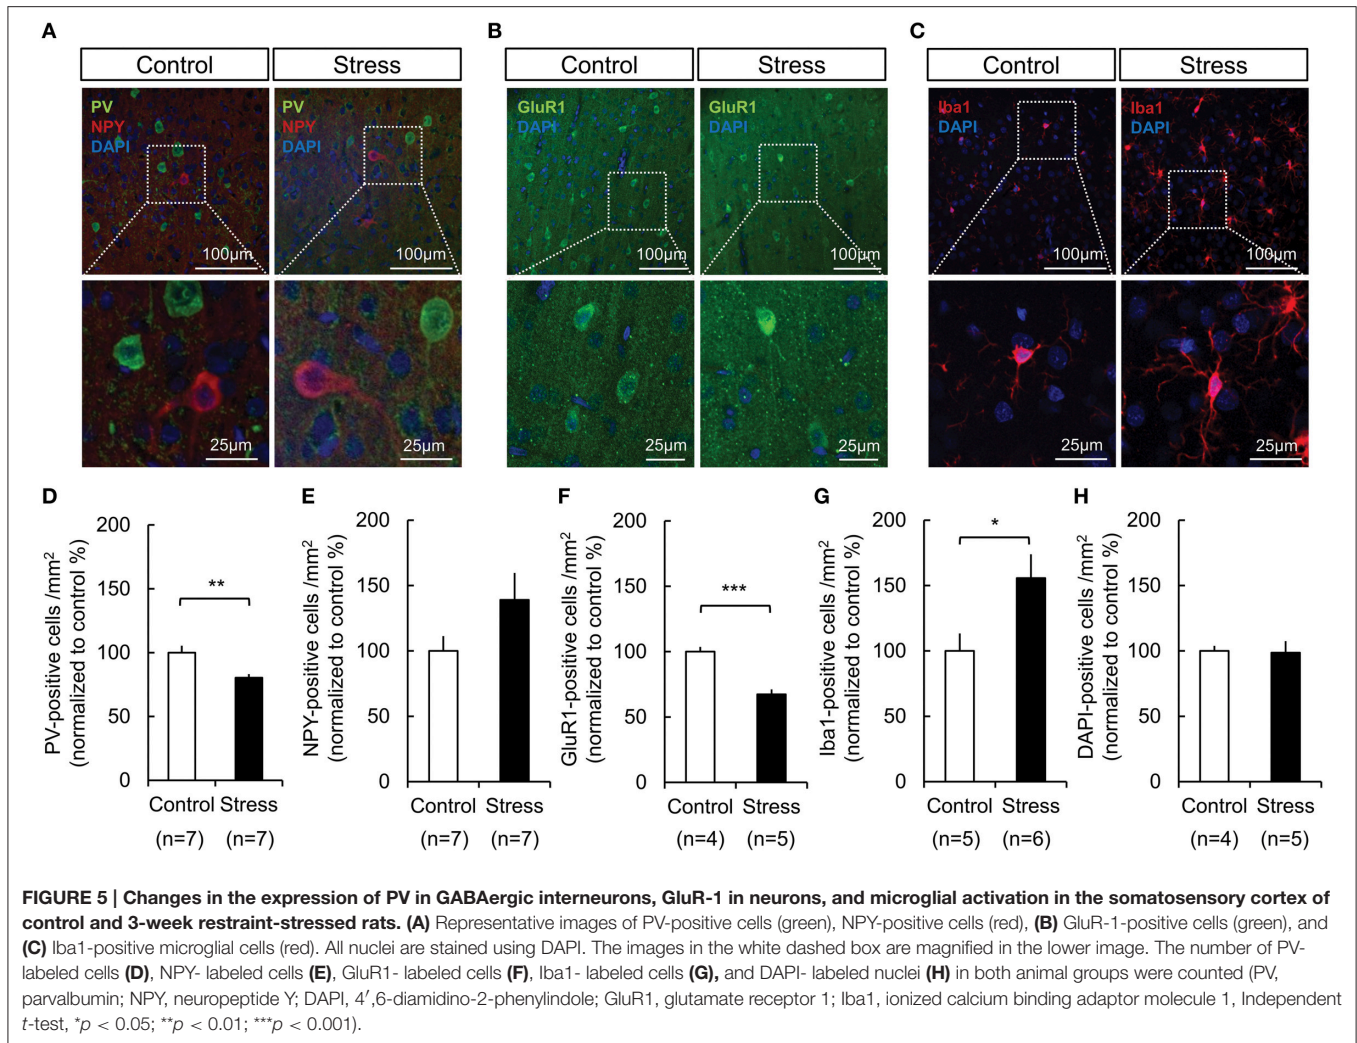 A
B
C
Control
Stress
Control
Stress
Control
Stress
PV
NPY
DAPI
100µm
PV
NPY
DAPI
100µm
GluR1
DAPI
100µm
GluR1
DAPI
100µm
Iba1
DAPI
100µm
Iba1
DAPI
100µm
25µm
25µm
25µm
25µm
25µm
25µm
D
PV-positive cells /mm²
(normalized to control %)
200
150
100
50
0
**
Control Stress
(n=7) (n=7)
E
NPY-positive cells /mm²
(normalized to control %)
200
150
100
50
0
Control Stress
(n=7) (n=7)
F
GluR1-positive cells /mm²
(normalized to control %)
200
150
100
50
0
***
Control Stress
(n=4) (n=5)
G
Iba1-positive cells /mm²
(normalized to control %)
200
150
100
50
0
*
Control Stress
(n=5) (n=6)
H
DAPI-positive cells /mm²
(normalized to control %)
200
150
100
50
0
Control Stress
(n=4) (n=5)
FIGURE 5 | Changes in the expression of PV in GABAergic interneurons, GluR-1 in neurons, and microglial activation in the somatosensory cortex of
control and 3-week restraint-stressed rats. (A) Representative images of PV-positive cells (green), NPY-positive cells (red), (B) GluR-1-positive cells (green), and
(C) Iba1-positive microglial cells (red). All nuclei are stained using DAPI. The images in the white dashed box are magnified in the lower image. The number of PV-
labeled cells (D), NPY- labeled cells (E), GluR1- labeled cells (F), Iba1- labeled cells (G), and DAPI- labeled nuclei (H) in both animal groups were counted (PV,
parvalbumin; NPY, neuropeptide Y; DAPI, 4′,6-diamidino-2-phenylindole; GluR1, glutamate receptor 1; Iba1, ionized calcium binding adaptor molecule 1, Independent
t-test, *p < 0.05; **p < 0.01; ***p < 0.001).